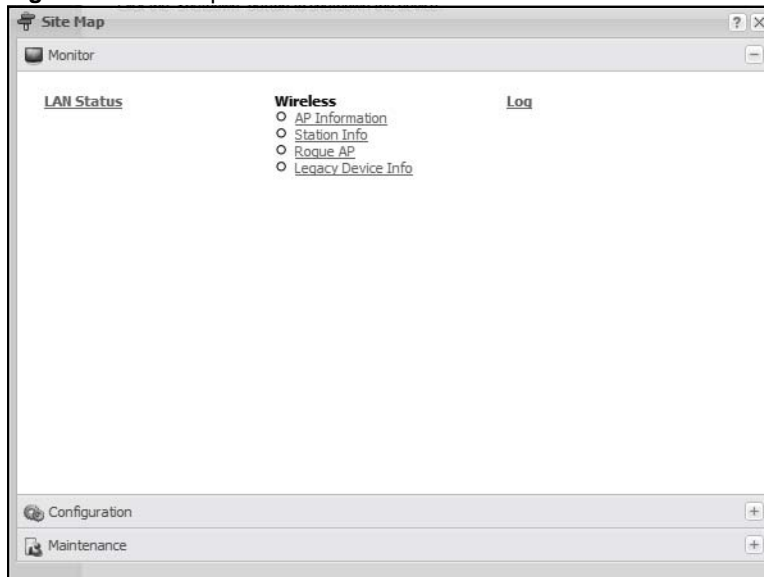 Site Map
Monitor
LAN Status
Wireless
AP Information
Station Info
Rogue AP
Legacy Device Info
Log
Configuration
Maintenance